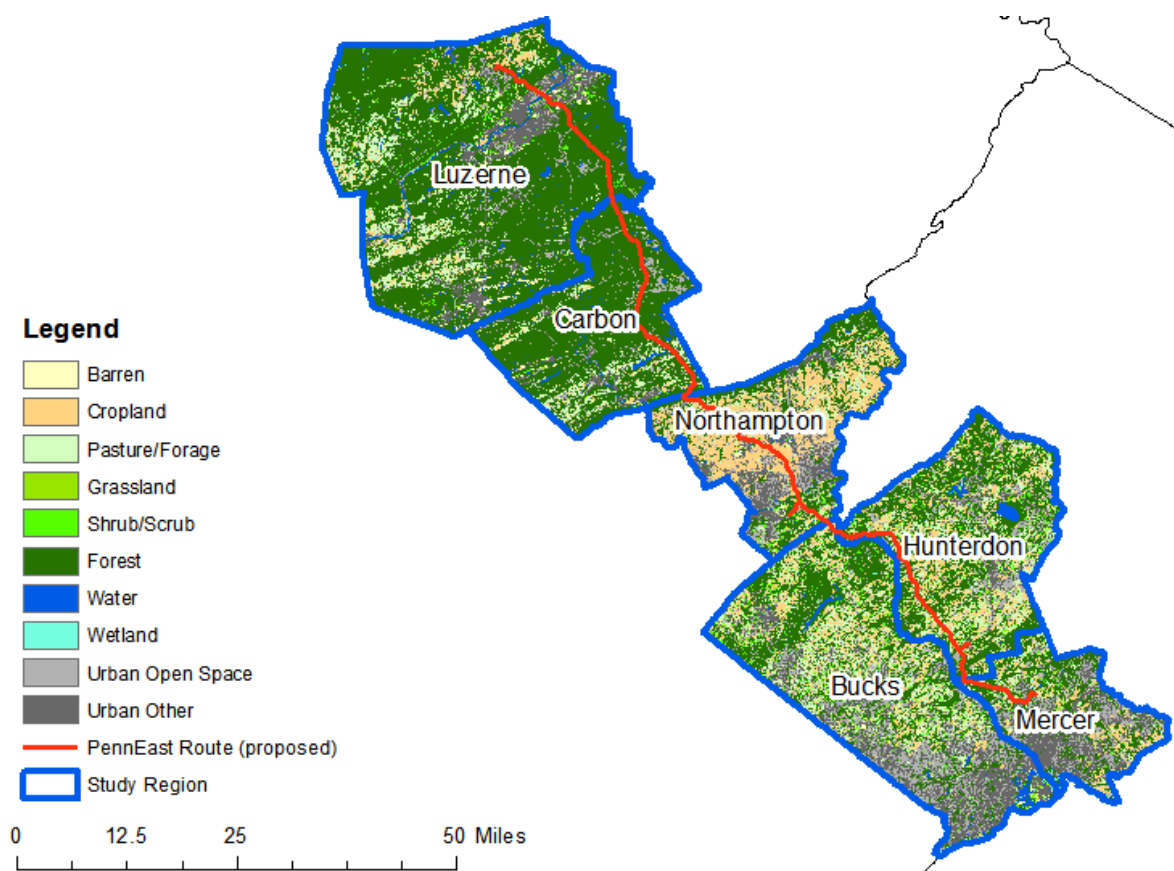 Luzerne
Carbon
Northampton
Hunterdon
Bucks
Mercer
Legend
Barren
Cropland
Pasture/Forage
Grassland
Shrub/Scrub
Forest
Water
Wetland
Urban Open Space
Urban Other
PennEast Route (proposed)
Study Region
0 12.5 25 50 Miles